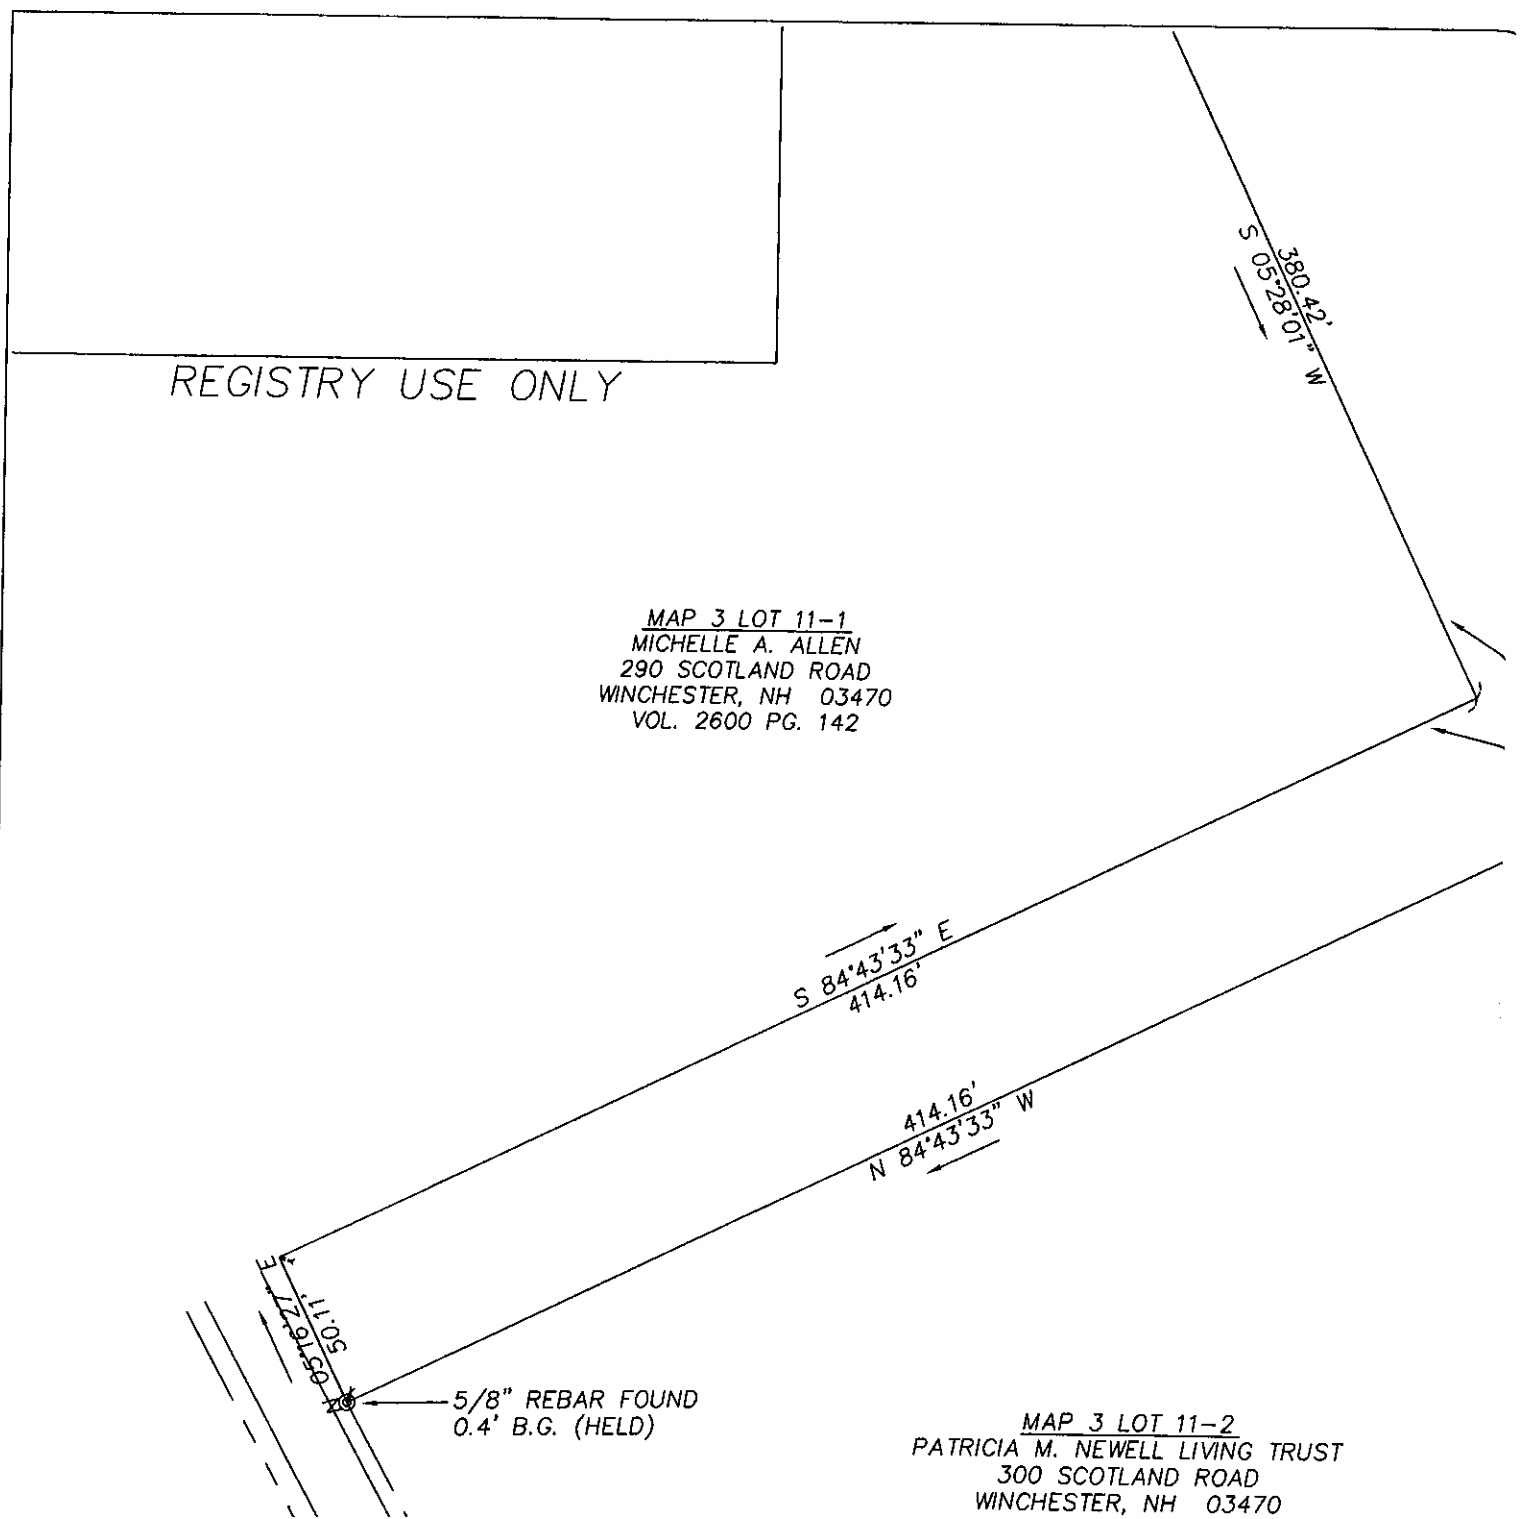 380.42'
S 05°28'01" W
REGISTRY USE ONLY
MAP 3 LOT 11-1
MICHELLE A. ALLEN
290 SCOTLAND ROAD
WINCHESTER, NH 03470
VOL. 2600 PG. 142
S 84°43'33" E
414.16'
414.16'
N 84°43'33" W
N 05°16'27" E
50.11'
5/8" REBAR FOUND
0.4' B.G. (HELD)
MAP 3 LOT 11-2
PATRICIA M. NEWELL LIVING TRUST
300 SCOTLAND ROAD
WINCHESTER, NH 03470